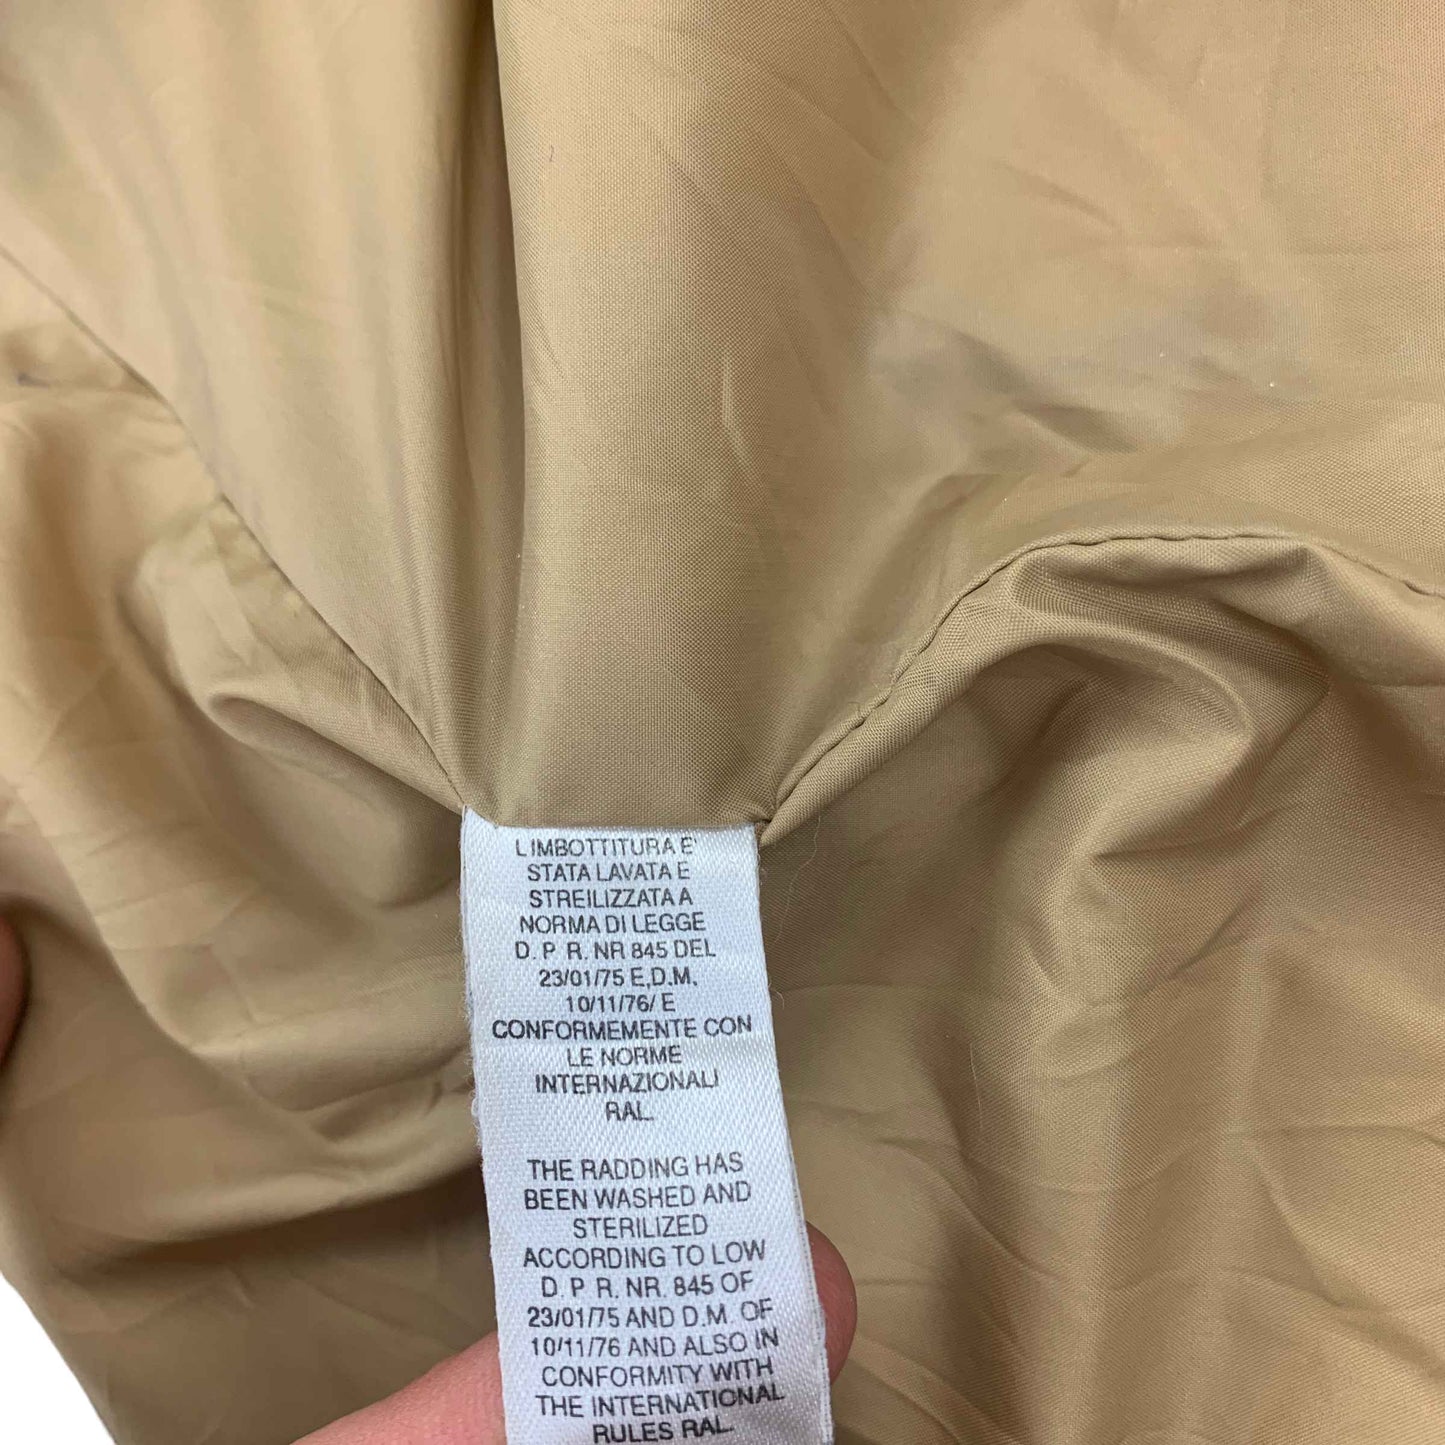 L IMBOTTITURA E'
STATA LAVATA E
STREILIZZATA A
NORMA DI LEGGE
D. P R. NR 845 DEL
23/01/75 E,D.M.
10/11/76/ E
CONFORMEMENTE CON
LE NORME
INTERNAZIONALI
RAL.
THE RADDING HAS
BEEN WASHED AND
STERILIZED
ACCORDING TO LOW
D. P R. NR. 845 OF
23/01/75 AND D.M. OF
10/11/76 AND ALSO IN
CONFORMITY WITH
THE INTERNATIONAL
RULES RAL.